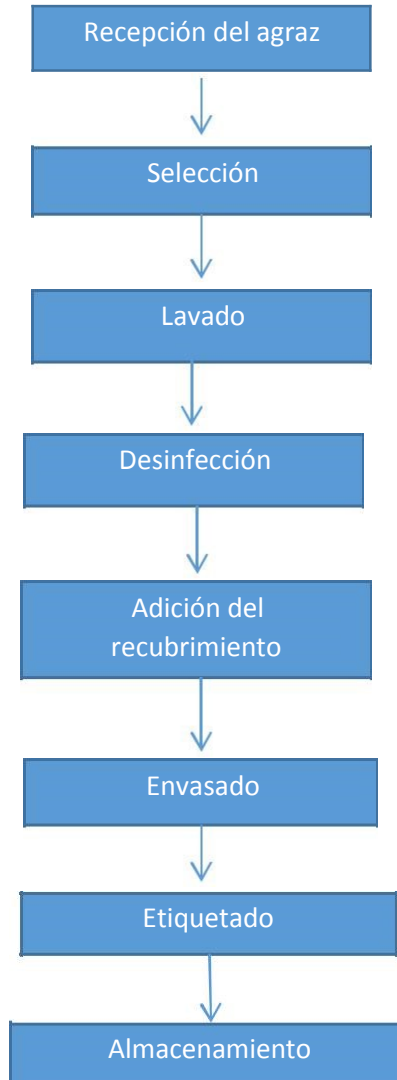 Recepción del agraz
Selección
Lavado
Desinfección
Adición del
recubrimiento
Envasado
Etiquetado
Almacenamiento